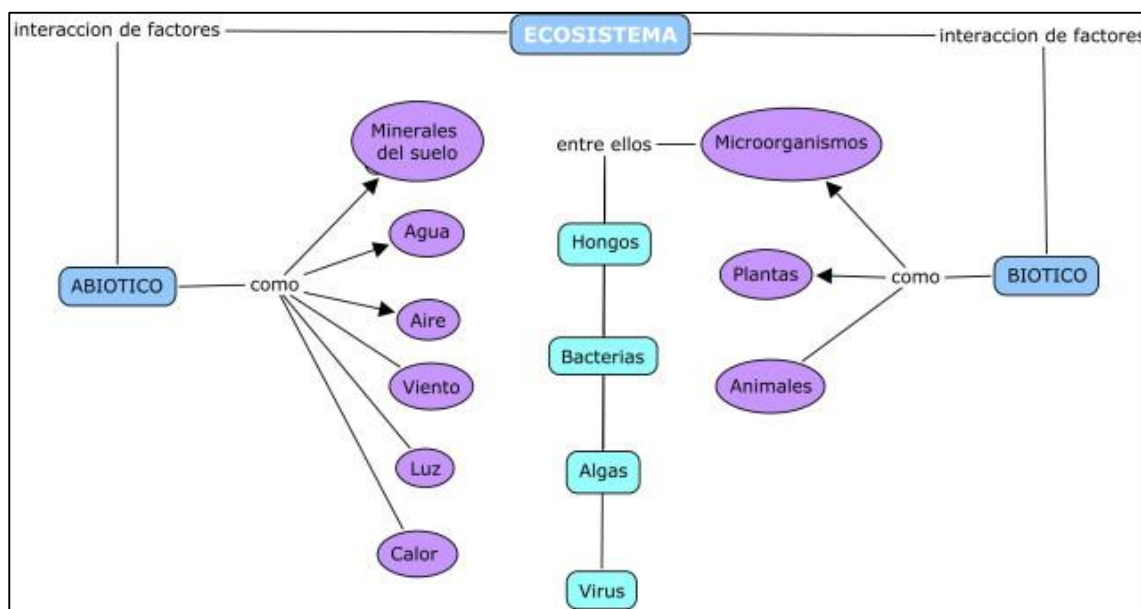 interaccion de factores
ECOSISTEMA
interaccion de factores
Minerales
del suelo
Agua
ABIOTICO
como
Aire
Viento
Luz
Calor
entre ellos
Microorganismos
Hongos
Plantas
como
BIOTICO
Bacterias
Animales
Algas
Virus